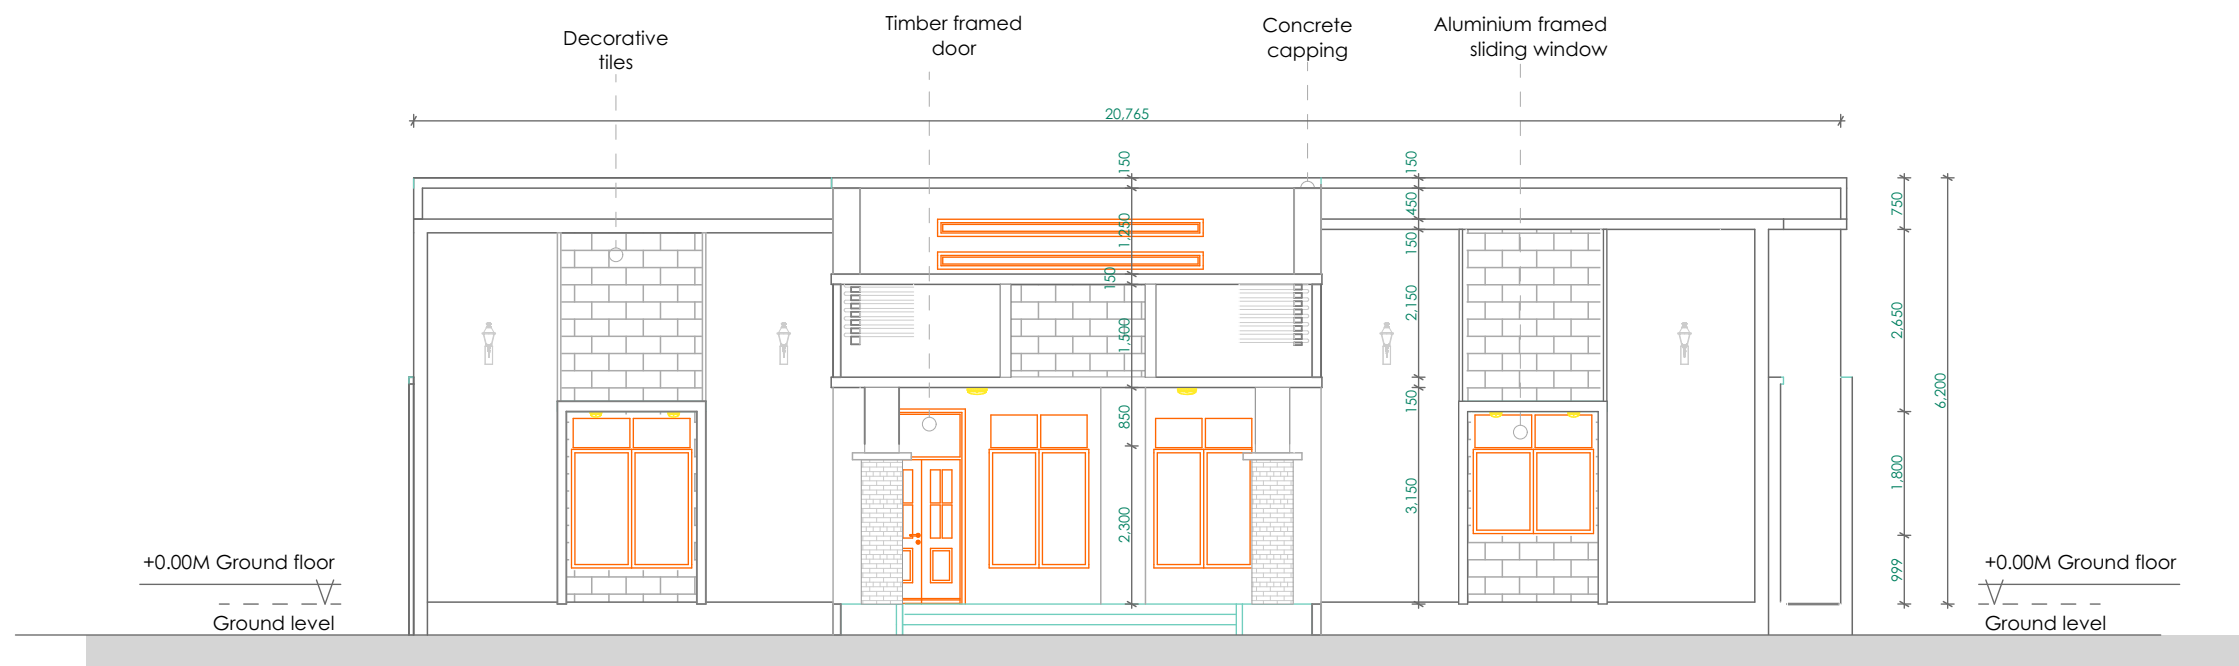 Decorative
tiles
Timber framed
door
Concrete
capping
Aluminium framed
sliding window
20,765
150
1,250
150
1,500
850
2,300
150
450
150
2,150
150
3,150
750
2,650
1,800
999
6,200
+0.00M Ground floor
Ground level
+0.00M Ground floor
Ground level